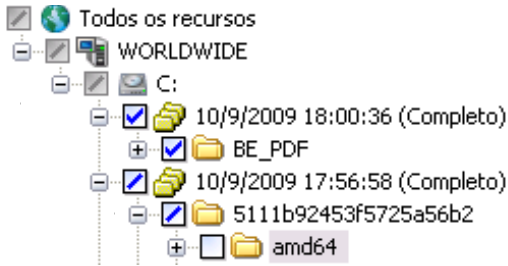 Todos os recursos
WORLDWIDE
C:
10/9/2009 18:00:36 (Completo)
BE_PDF
10/9/2009 17:56:58 (Completo)
5111b92453f5725a56b2
amd64